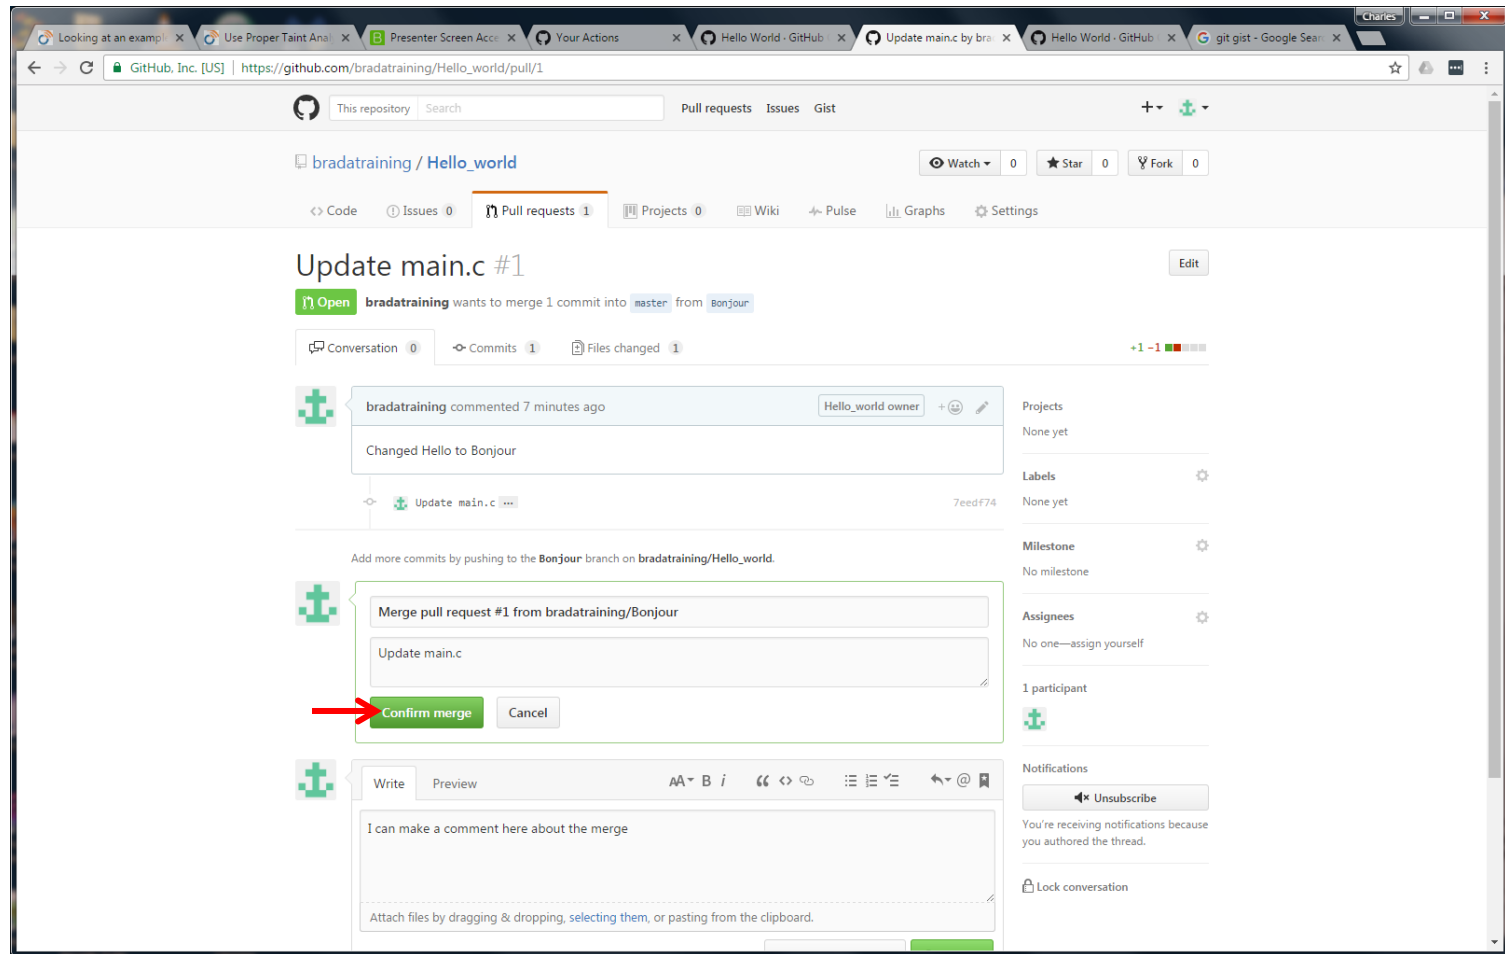 Charles
Looking at an exampl
Use Proper Taint Anal
Presenter Screen Acce
Your Actions
Hello World · GitHub
Update main.c by brad
Hello World · GitHub
git gist - Google Sear
GitHub, Inc. [US] | https://github.com/bradatraining/Hello_world/pull/1
This repository Search Pull requests Issues Gist
bradatraining / Hello_world
Watch 0 Star 0 Fork 0
Code Issues 0 Pull requests 1 Projects 0 Wiki Pulse Graphs Settings
Update main.c #1
Edit
Open bradatraining wants to merge 1 commit into master from Bonjour
Conversation 0 Commits 1 Files changed 1 +1 −1
bradatraining commented 7 minutes ago Hello_world owner
Changed Hello to Bonjour
Update main.c ··· 7eedf74
Add more commits by pushing to the Bonjour branch on bradatraining/Hello_world.
Merge pull request #1 from bradatraining/Bonjour
Update main.c
Confirm merge Cancel
Write Preview AA B i
I can make a comment here about the merge
Attach files by dragging & dropping, selecting them, or pasting from the clipboard.
Projects
None yet
Labels
None yet
Milestone
No milestone
Assignees
No one—assign yourself
1 participant
Notifications
Unsubscribe
You're receiving notifications because
you authored the thread.
Lock conversation